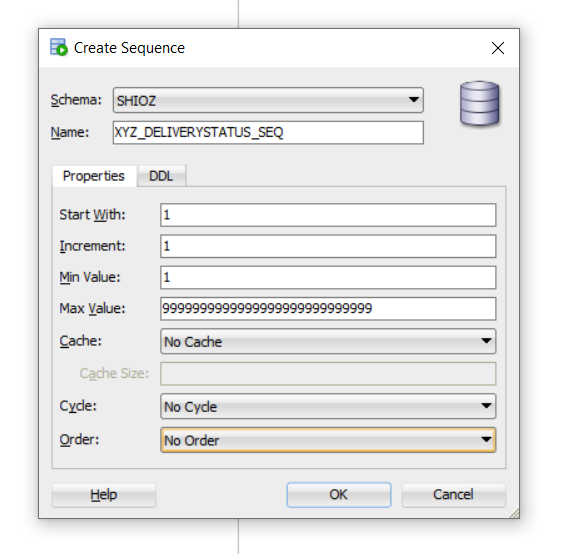 Create Sequence
Schema: SHIOZ
Name: XYZ_DELIVERYSTATUS_SEQ
Properties DDL
Start With: 1
Increment: 1
Min Value: 1
Max Value: 9999999999999999999999999999
Cache: No Cache
Cache Size:
Cycle: No Cycle
Order: No Order
Help OK Cancel